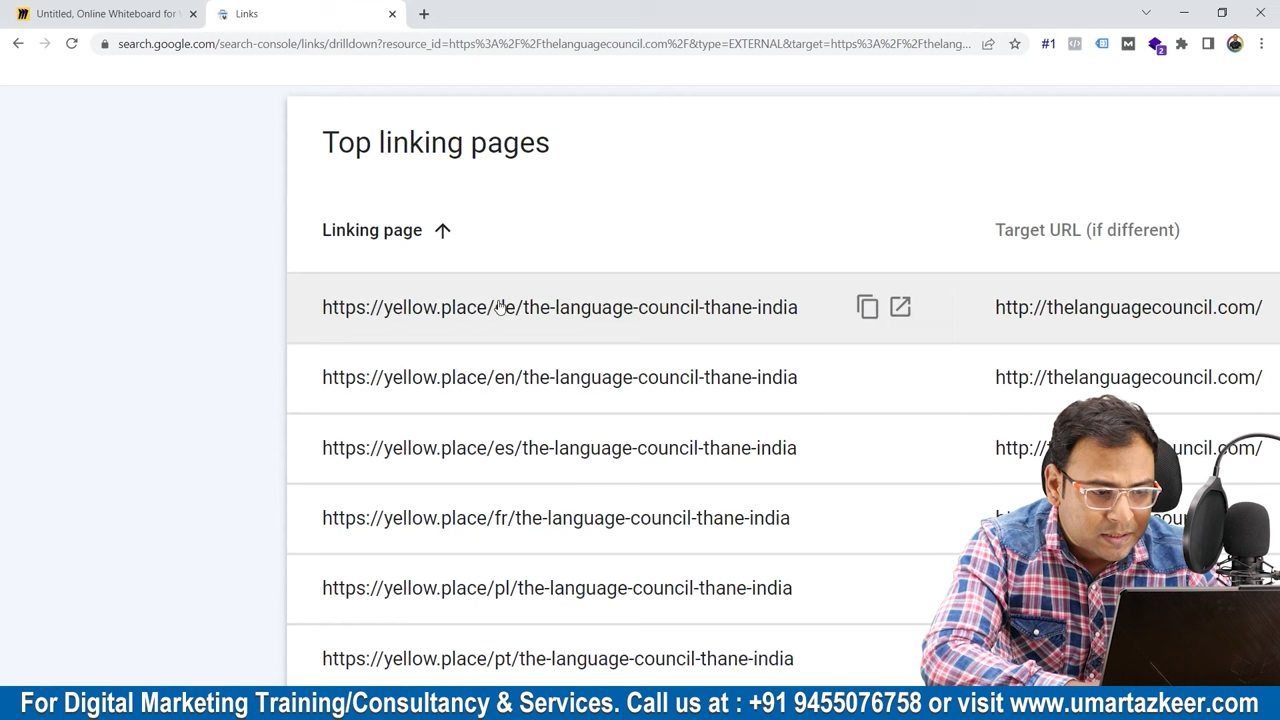 Untitled, Online Whiteboard for
Links
search.google.com/search-console/links/drilldown?resource_id=https%3A%2F%2Fthelanguagecouncil.com%2F&type=EXTERNAL&target=https%3A%2F%2Fthelang...
#1
2
Top linking pages
Linking page
Target URL (if different)
https://yellow.place/ /the-language-council-thane-india
http://thelanguagecouncil.com/
https://yellow.place/en/the-language-council-thane-india
http://thelanguagecouncil.com/
https://yellow.place/es/the-language-council-thane-india
https://yellow.place/fr/the-language-council-thane-india
https://yellow.place/pl/the-language-council-thane-india
https://yellow.place/pt/the-language-council-thane-india
For Digital Marketing Training/Consultancy & Services. Call us at : +91 9455076758 or visit www.umartazkeer.com